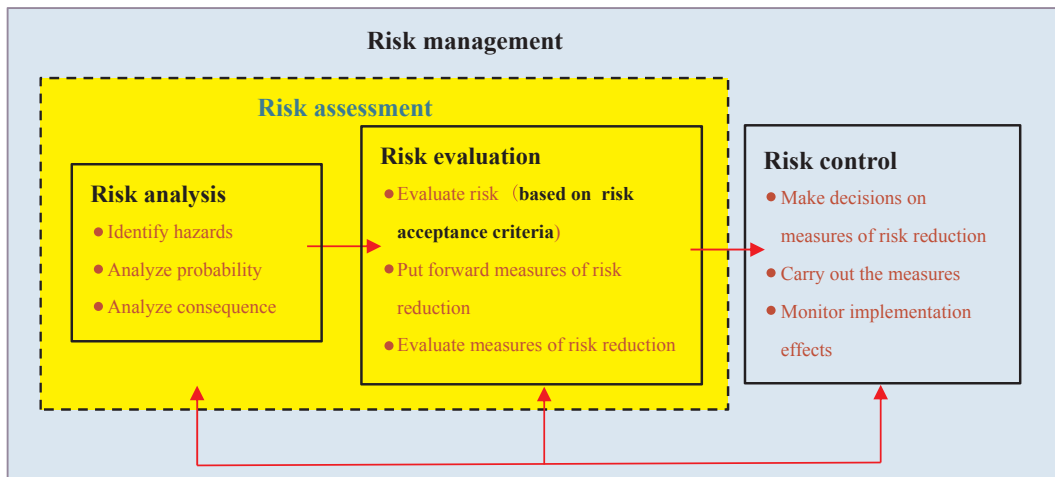 Risk management
Risk assessment
Risk analysis
● Identify hazards
● Analyze probability
● Analyze consequence
Risk evaluation
● Evaluate risk （based on risk
acceptance criteria)
● Put forward measures of risk
reduction
● Evaluate measures of risk reduction
Risk control
● Make decisions on
measures of risk reduction
● Carry out the measures
● Monitor implementation
effects